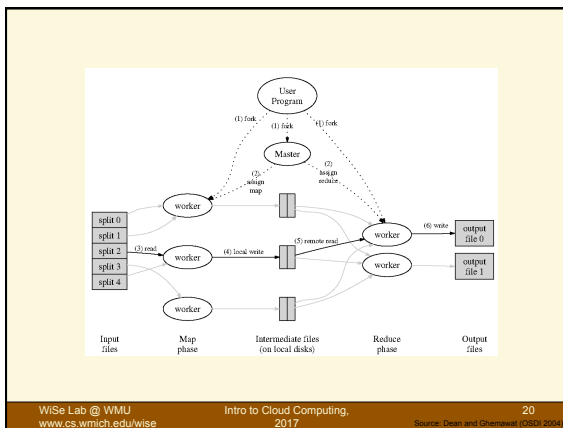 User
Program
(1) fork
(1) fork
(1) fork
Master
(2)
assign
map
(2)
assign
reduce
worker
split 0
split 1
split 2
split 3
split 4
(3) read
worker
(4) local write
(5) remote read
worker
(6) write
output
file 0
worker
output
file 1
worker
Input
files
Map
phase
Intermediate files
(on local disks)
Reduce
phase
Output
files
WiSe Lab @ WMU
www.cs.wmich.edu/wise
Intro to Cloud Computing,
2017
20
Source: Dean and Ghemawat (OSDI 2004)